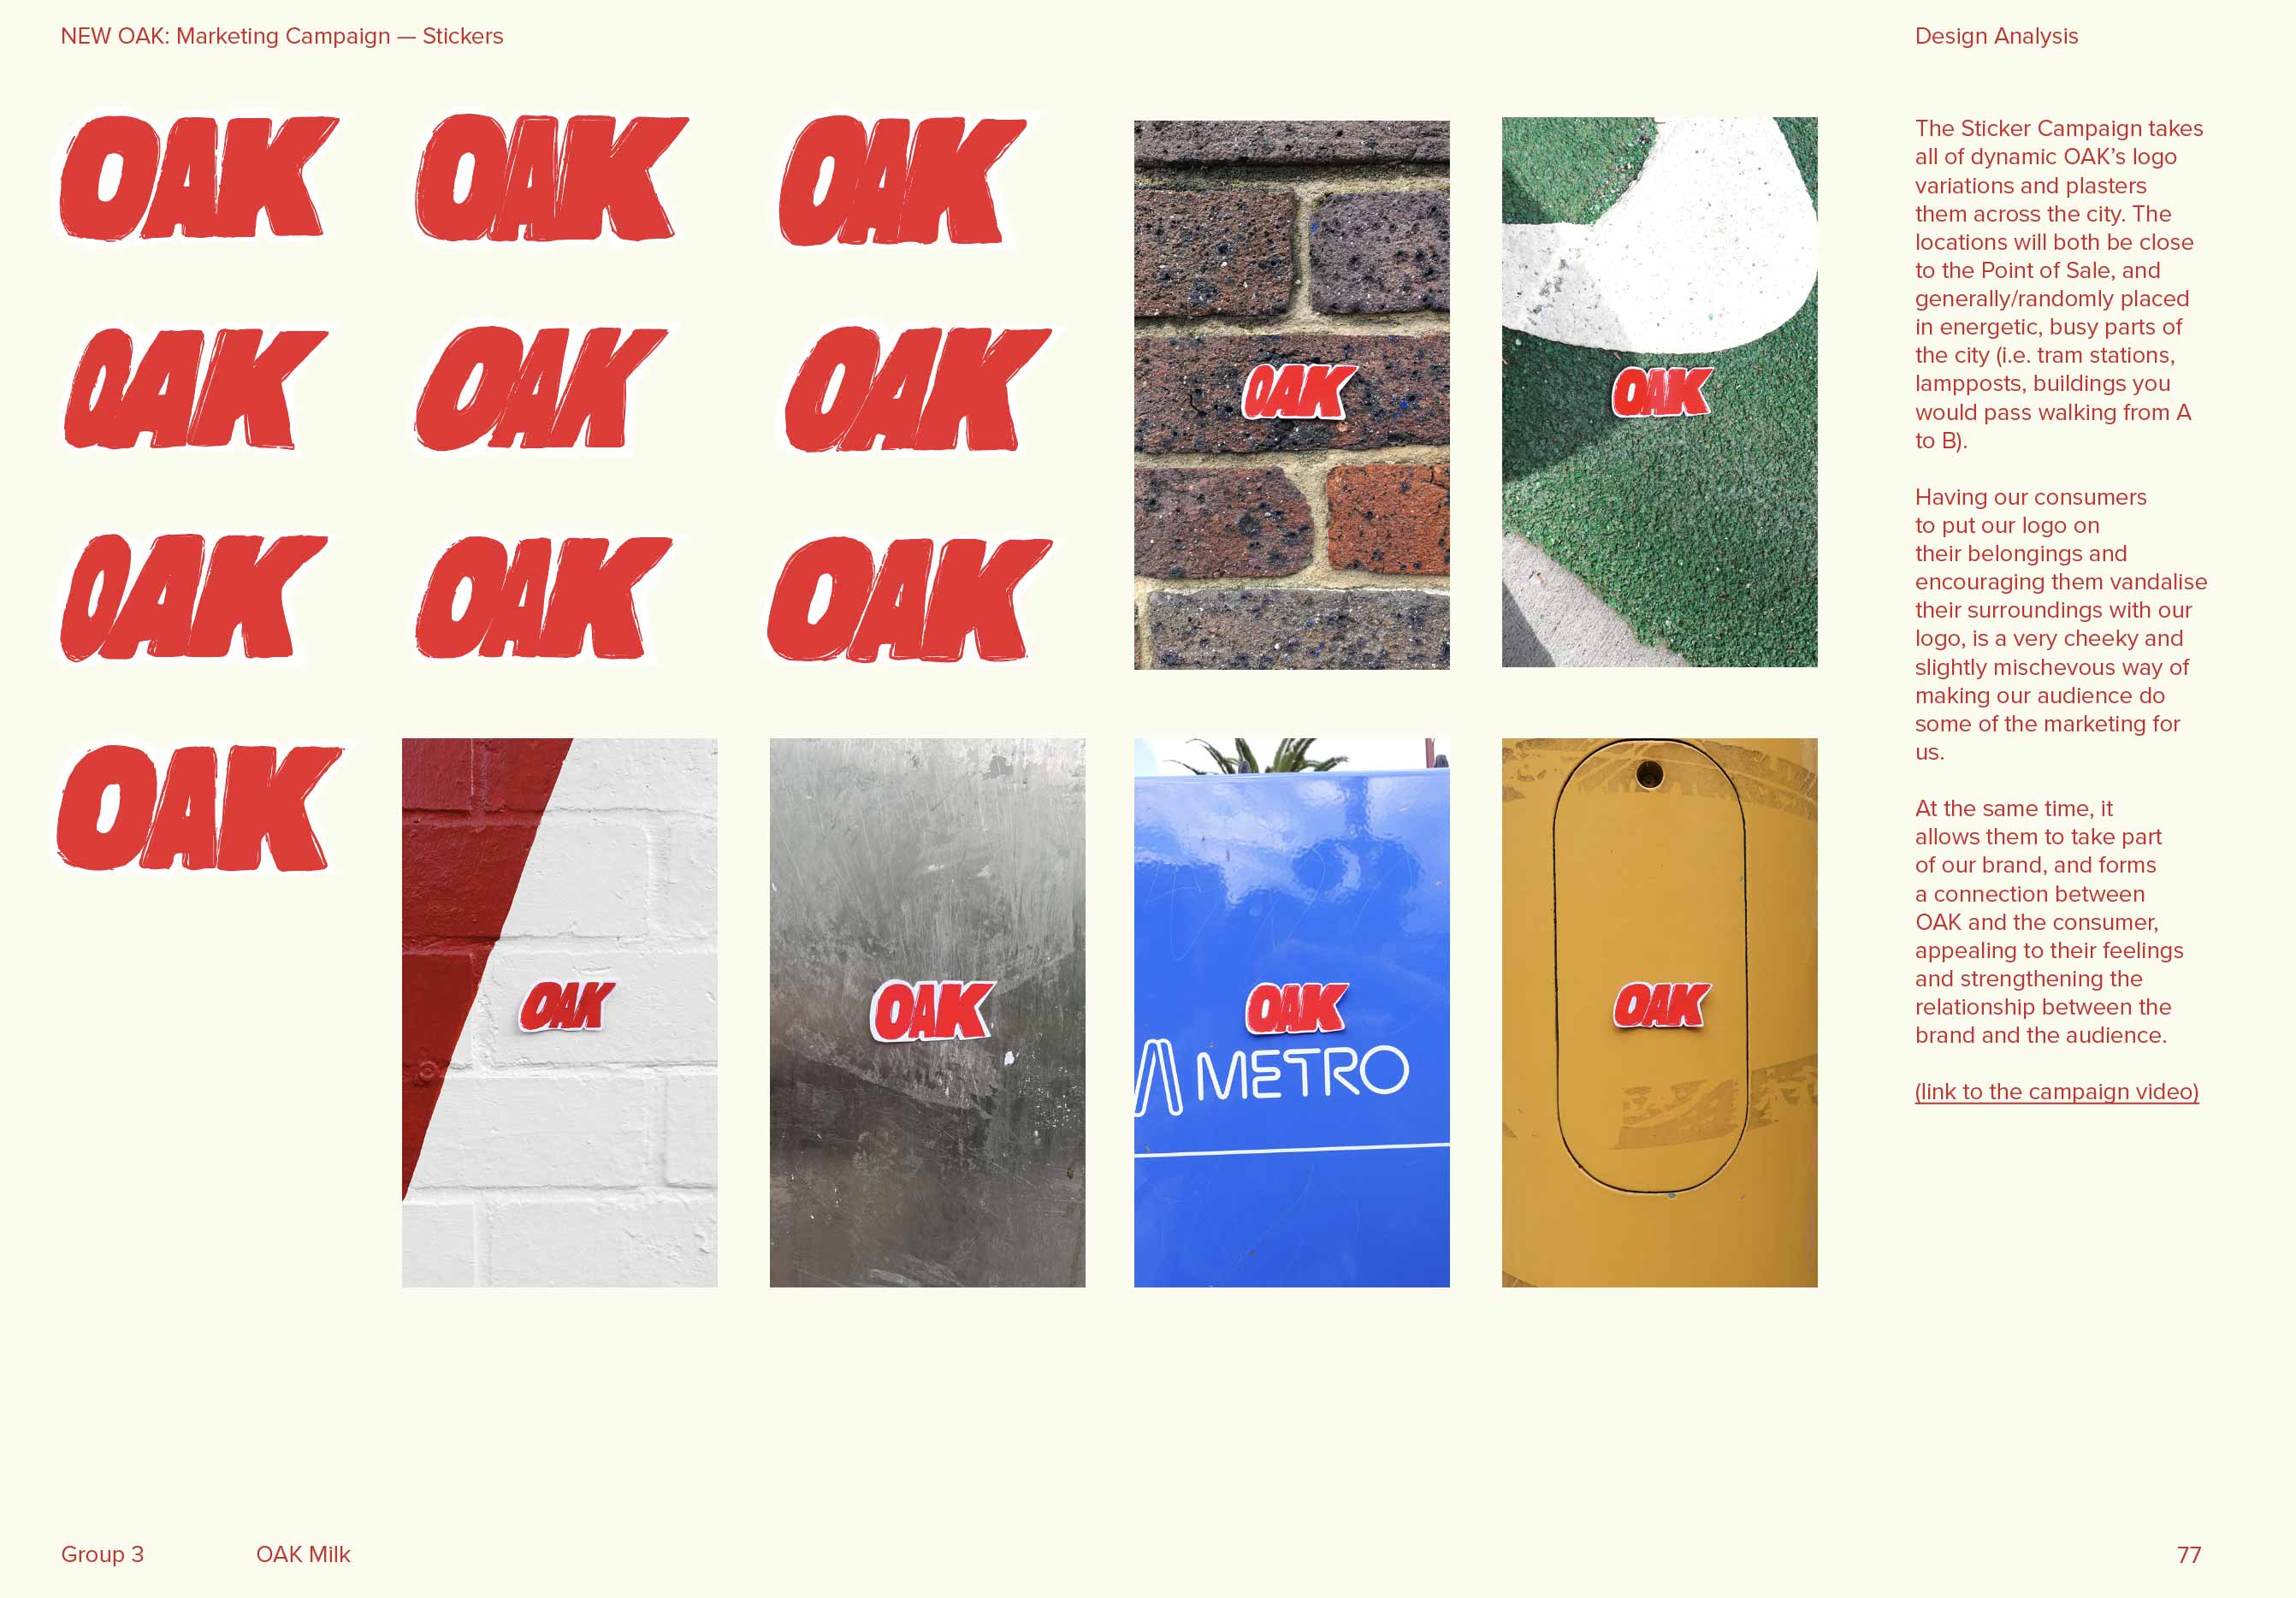 NEW OAK: Marketing Campaign — Stickers
Design Analysis
OAK OAK OAK
OAK OAK OAK
OAK OAK OAK
OAK
OAK
OAK
OAK
OAK
OAK
METRO
OAK
The Sticker Campaign takes
all of dynamic OAK’s logo
variations and plasters
them across the city. The
locations will both be close
to the Point of Sale, and
generally/randomly placed
in energetic, busy parts of
the city (i.e. tram stations,
lampposts, buildings you
would pass walking from A
to B).
Having our consumers
to put our logo on
their belongings and
encouraging them vandalise
their surroundings with our
logo, is a very cheeky and
slightly mischevous way of
making our audience do
some of the marketing for
us.
At the same time, it
allows them to take part
of our brand, and forms
a connection between
OAK and the consumer,
appealing to their feelings
and strengthening the
relationship between the
brand and the audience.
(link to the campaign video)
Group 3
OAK Milk
77